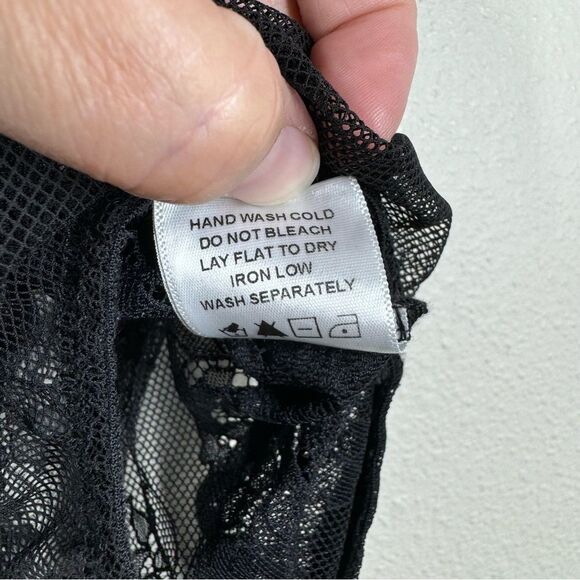 HAND WASH COLD
DO NOT BLEACH
LAY FLAT TO DRY
IRON LOW
WASH SEPARATELY